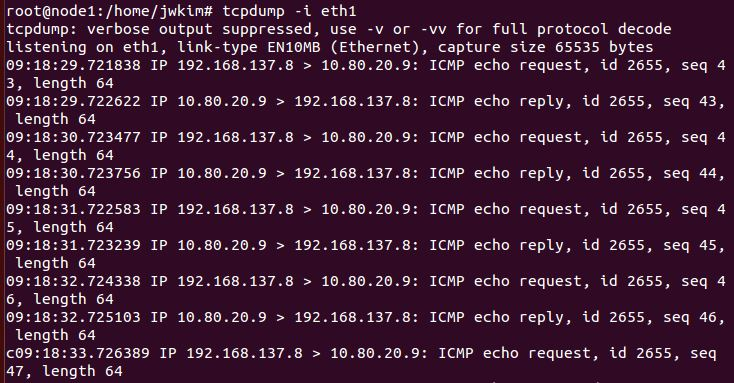 root@node1:/home/jwkim# tcpdump -i eth1
tcpdump: verbose output suppressed, use -v or -vv for full protocol decode
listening on eth1, link-type EN10MB (Ethernet), capture size 65535 bytes
09:18:29.721838 IP 192.168.137.8 > 10.80.20.9: ICMP echo request, id 2655, seq 4
3, length 64
09:18:29.722622 IP 10.80.20.9 > 192.168.137.8: ICMP echo reply, id 2655, seq 43,
 length 64
09:18:30.723477 IP 192.168.137.8 > 10.80.20.9: ICMP echo request, id 2655, seq 4
4, length 64
09:18:30.723756 IP 10.80.20.9 > 192.168.137.8: ICMP echo reply, id 2655, seq 44,
 length 64
09:18:31.722583 IP 192.168.137.8 > 10.80.20.9: ICMP echo request, id 2655, seq 4
5, length 64
09:18:31.723239 IP 10.80.20.9 > 192.168.137.8: ICMP echo reply, id 2655, seq 45,
 length 64
09:18:32.724338 IP 192.168.137.8 > 10.80.20.9: ICMP echo request, id 2655, seq 4
6, length 64
09:18:32.725103 IP 10.80.20.9 > 192.168.137.8: ICMP echo reply, id 2655, seq 46,
 length 64
c09:18:33.726389 IP 192.168.137.8 > 10.80.20.9: ICMP echo request, id 2655, seq
47, length 64